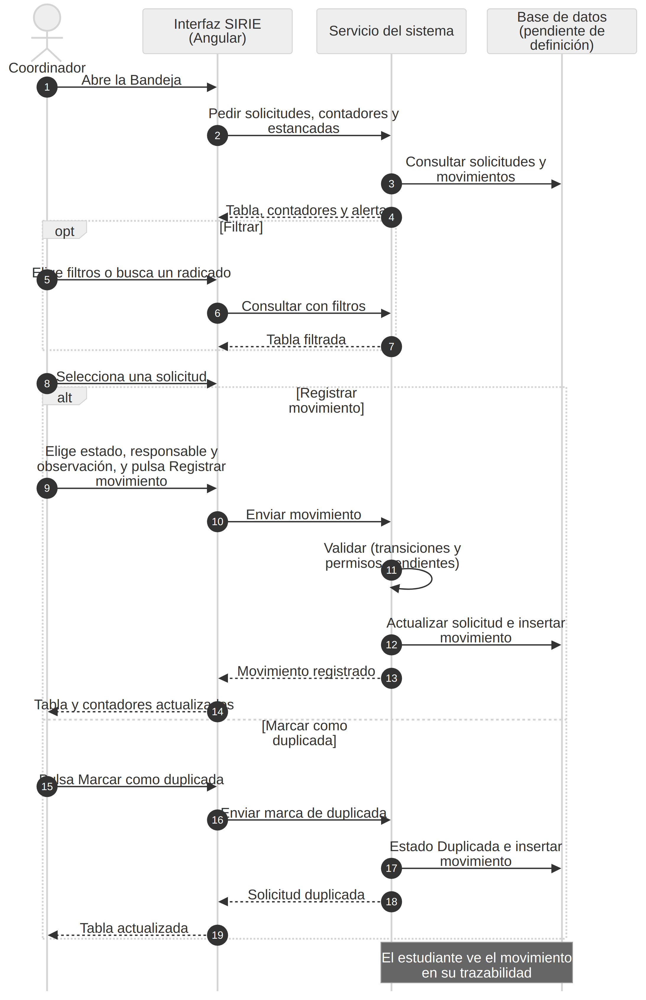 Interfaz SIRIE
(Angular)
Servicio del sistema
Base de datos
(pendiente de
definición)
Coordinador
Abre la Bandeja
1
Pedir solicitudes, contadores y
estancadas
2
Consultar solicitudes y
movimientos
3
Tabla, contadores y alerta
4
opt
[Filtrar]
Elige filtros o busca un radicado
5
Consultar con filtros
6
Tabla filtrada
7
Selecciona una solicitud
8
alt
[Registrar
movimiento]
Elige estado, responsable y
observación, y pulsa Registrar
movimiento
9
Enviar movimiento
10
Validar (transiciones y
permisos pendientes)
11
Actualizar solicitud e insertar
movimiento
12
Movimiento registrado
13
Tabla y contadores actualizados
14
[Marcar como
duplicada]
Pulsa Marcar como duplicada
15
Enviar marca de duplicada
16
Estado Duplicada e insertar
movimiento
17
Solicitud duplicada
18
Tabla actualizada
19
El estudiante ve el movimiento
en su trazabilidad